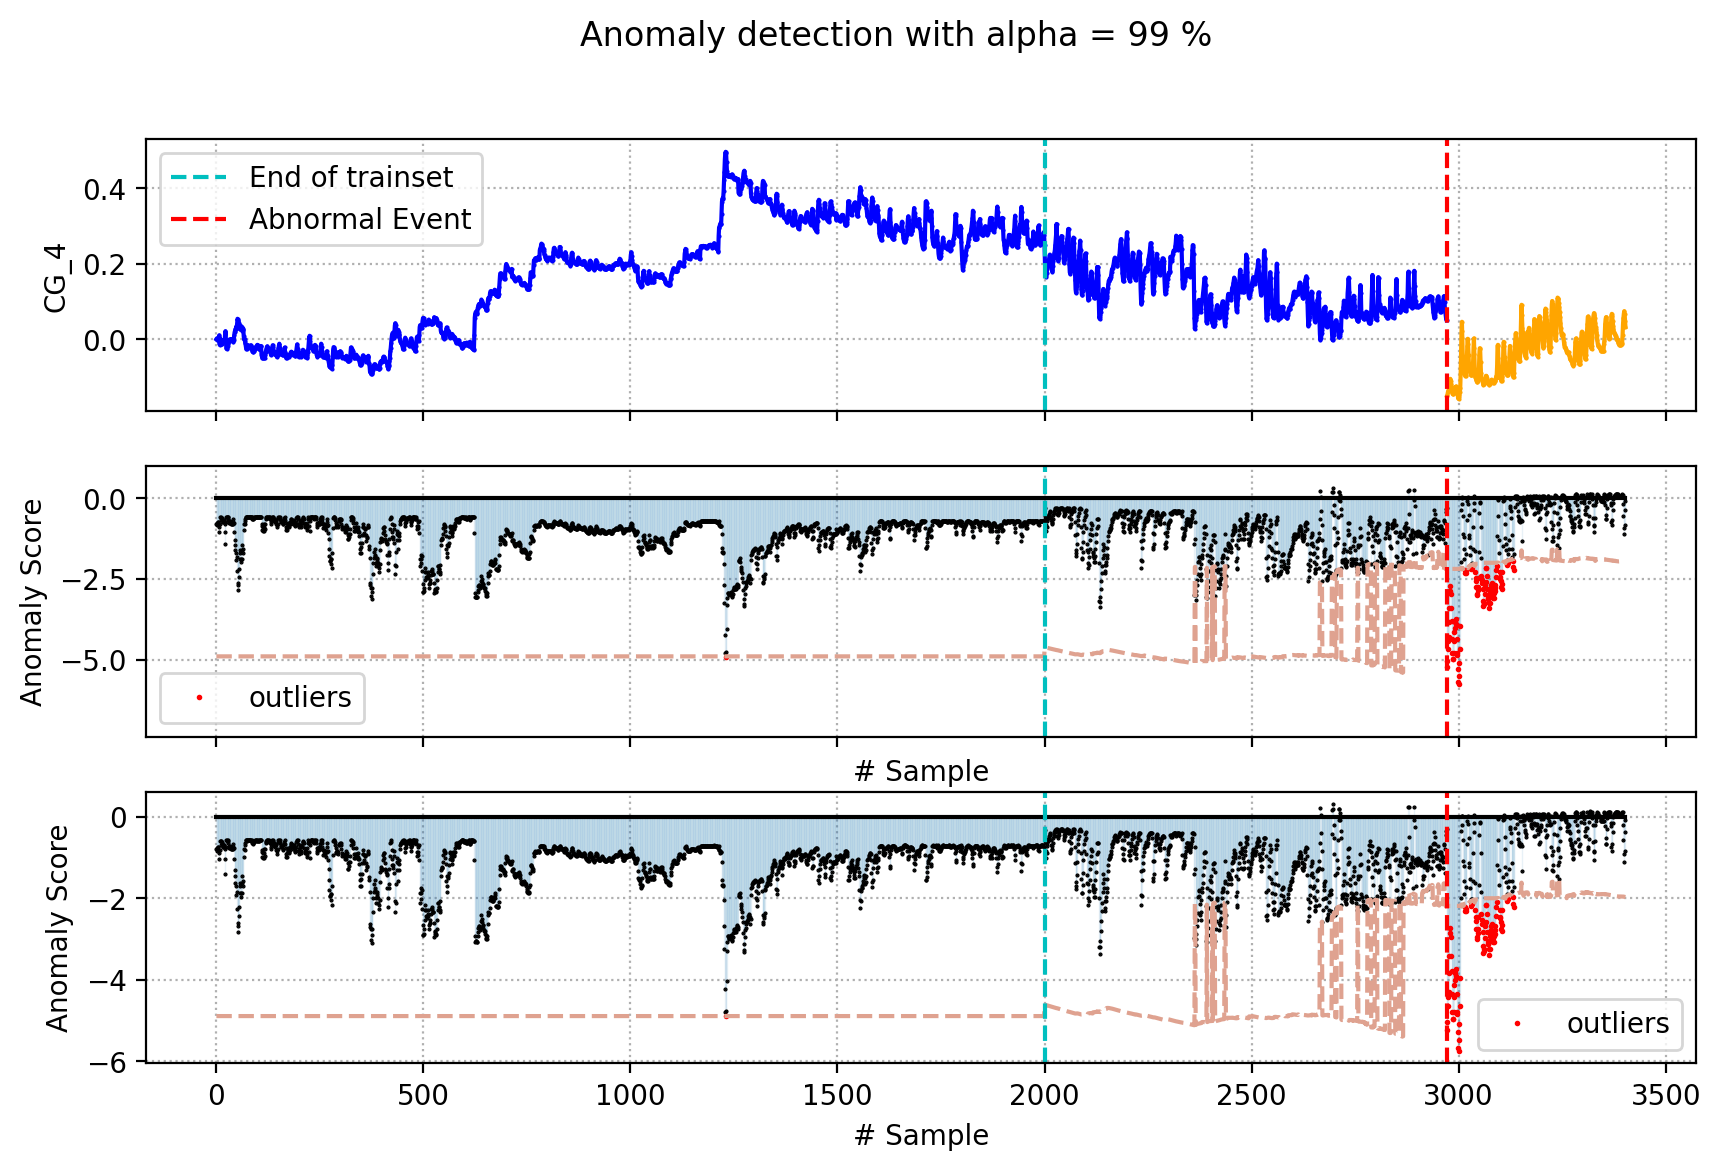 Anomaly detection with alpha = 99 %
End of trainset
Abnormal Event
CG_4
0.4
0.2
0.0
Anomaly Score
0.0
−2.5
−5.0
outliers
# Sample
Anomaly Score
0
−2
−4
−6
outliers
0 500 1000 1500 2000 2500 3000 3500
# Sample